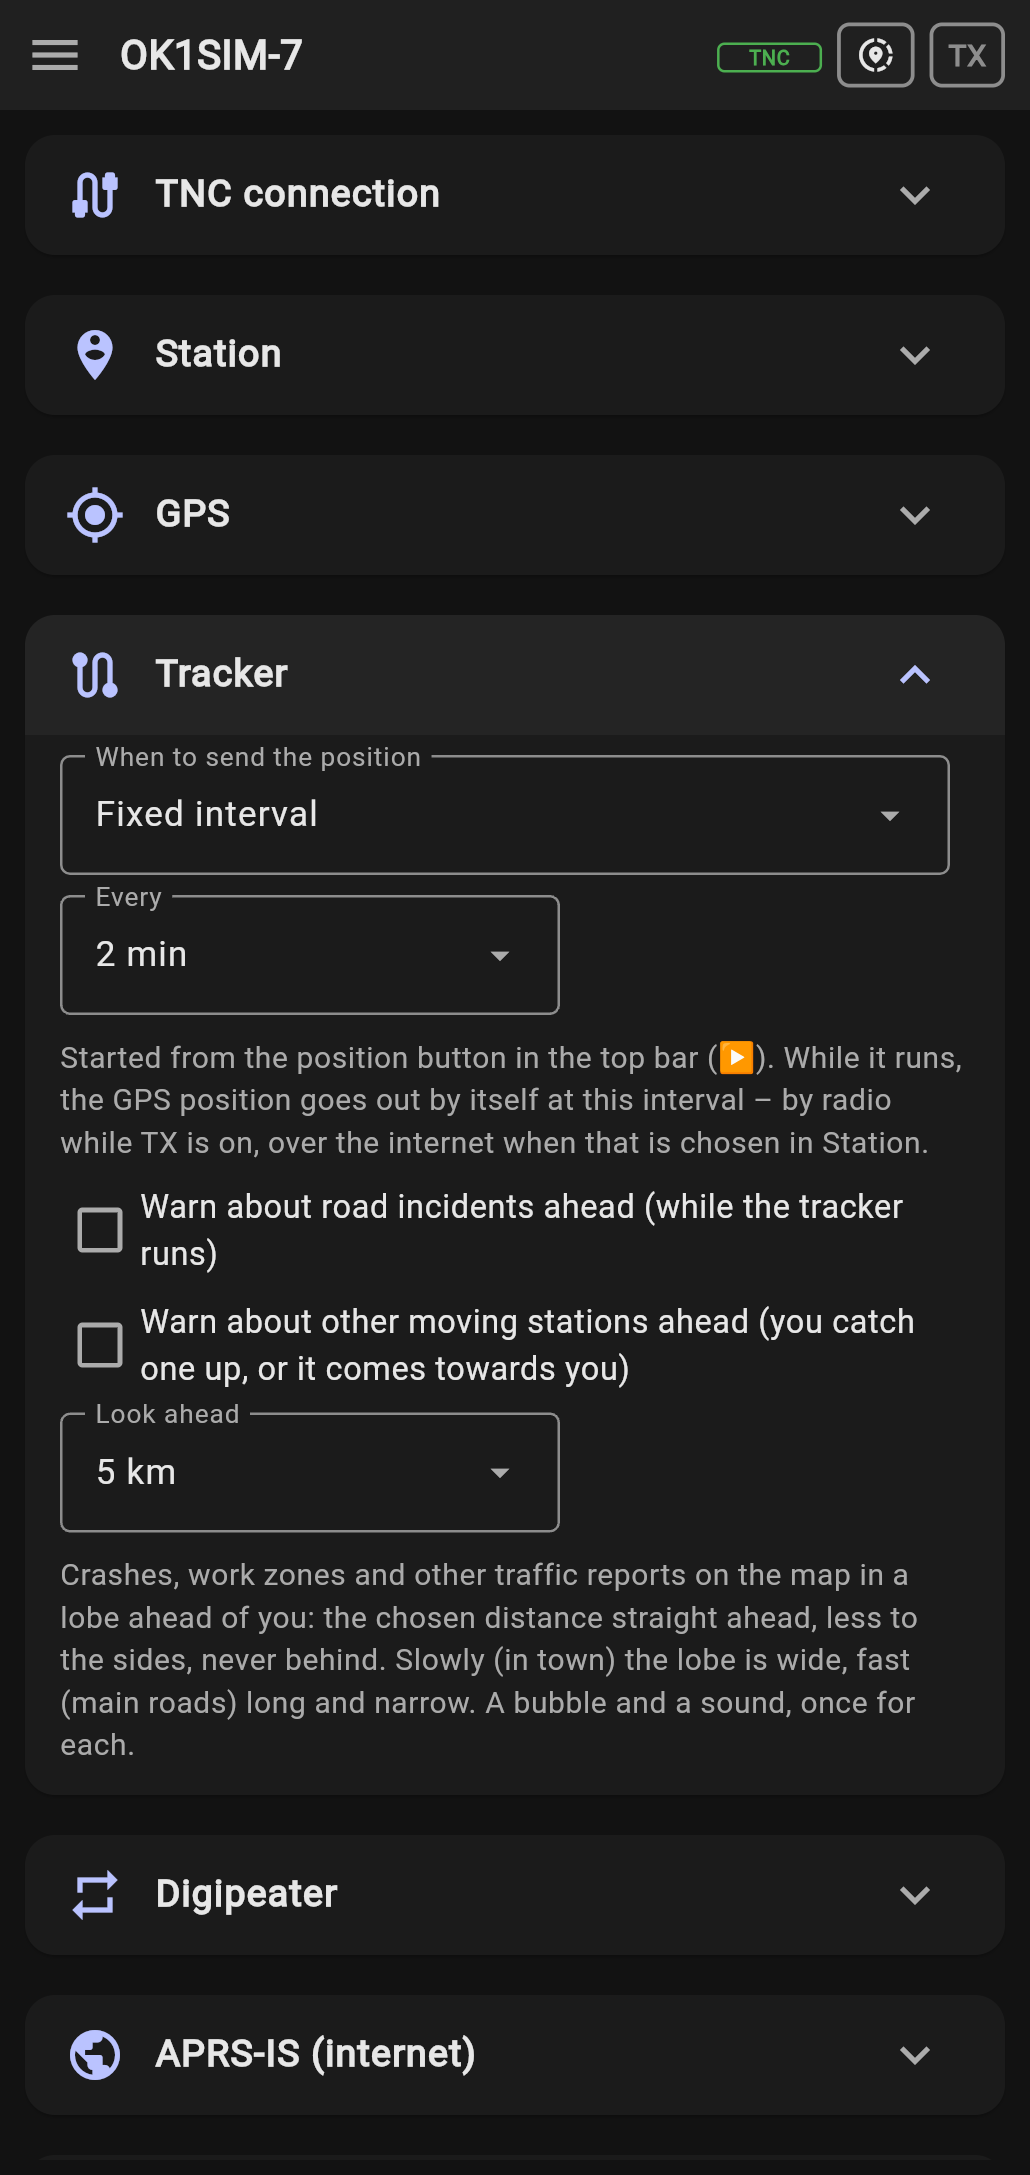 OK1SIM-7
TNC
TX
TNC connection
Station
GPS
Tracker
When to send the position
Fixed interval
Every
2 min
Started from the position button in the top bar (▶️). While it runs,
the GPS position goes out by itself at this interval – by radio
while TX is on, over the internet when that is chosen in Station.
Warn about road incidents ahead (while the tracker
runs)
Warn about other moving stations ahead (you catch
one up, or it comes towards you)
Look ahead
5 km
Crashes, work zones and other traffic reports on the map in a
lobe ahead of you: the chosen distance straight ahead, less to
the sides, never behind. Slowly (in town) the lobe is wide, fast
(main roads) long and narrow. A bubble and a sound, once for
each.
Digipeater
APRS-IS (internet)